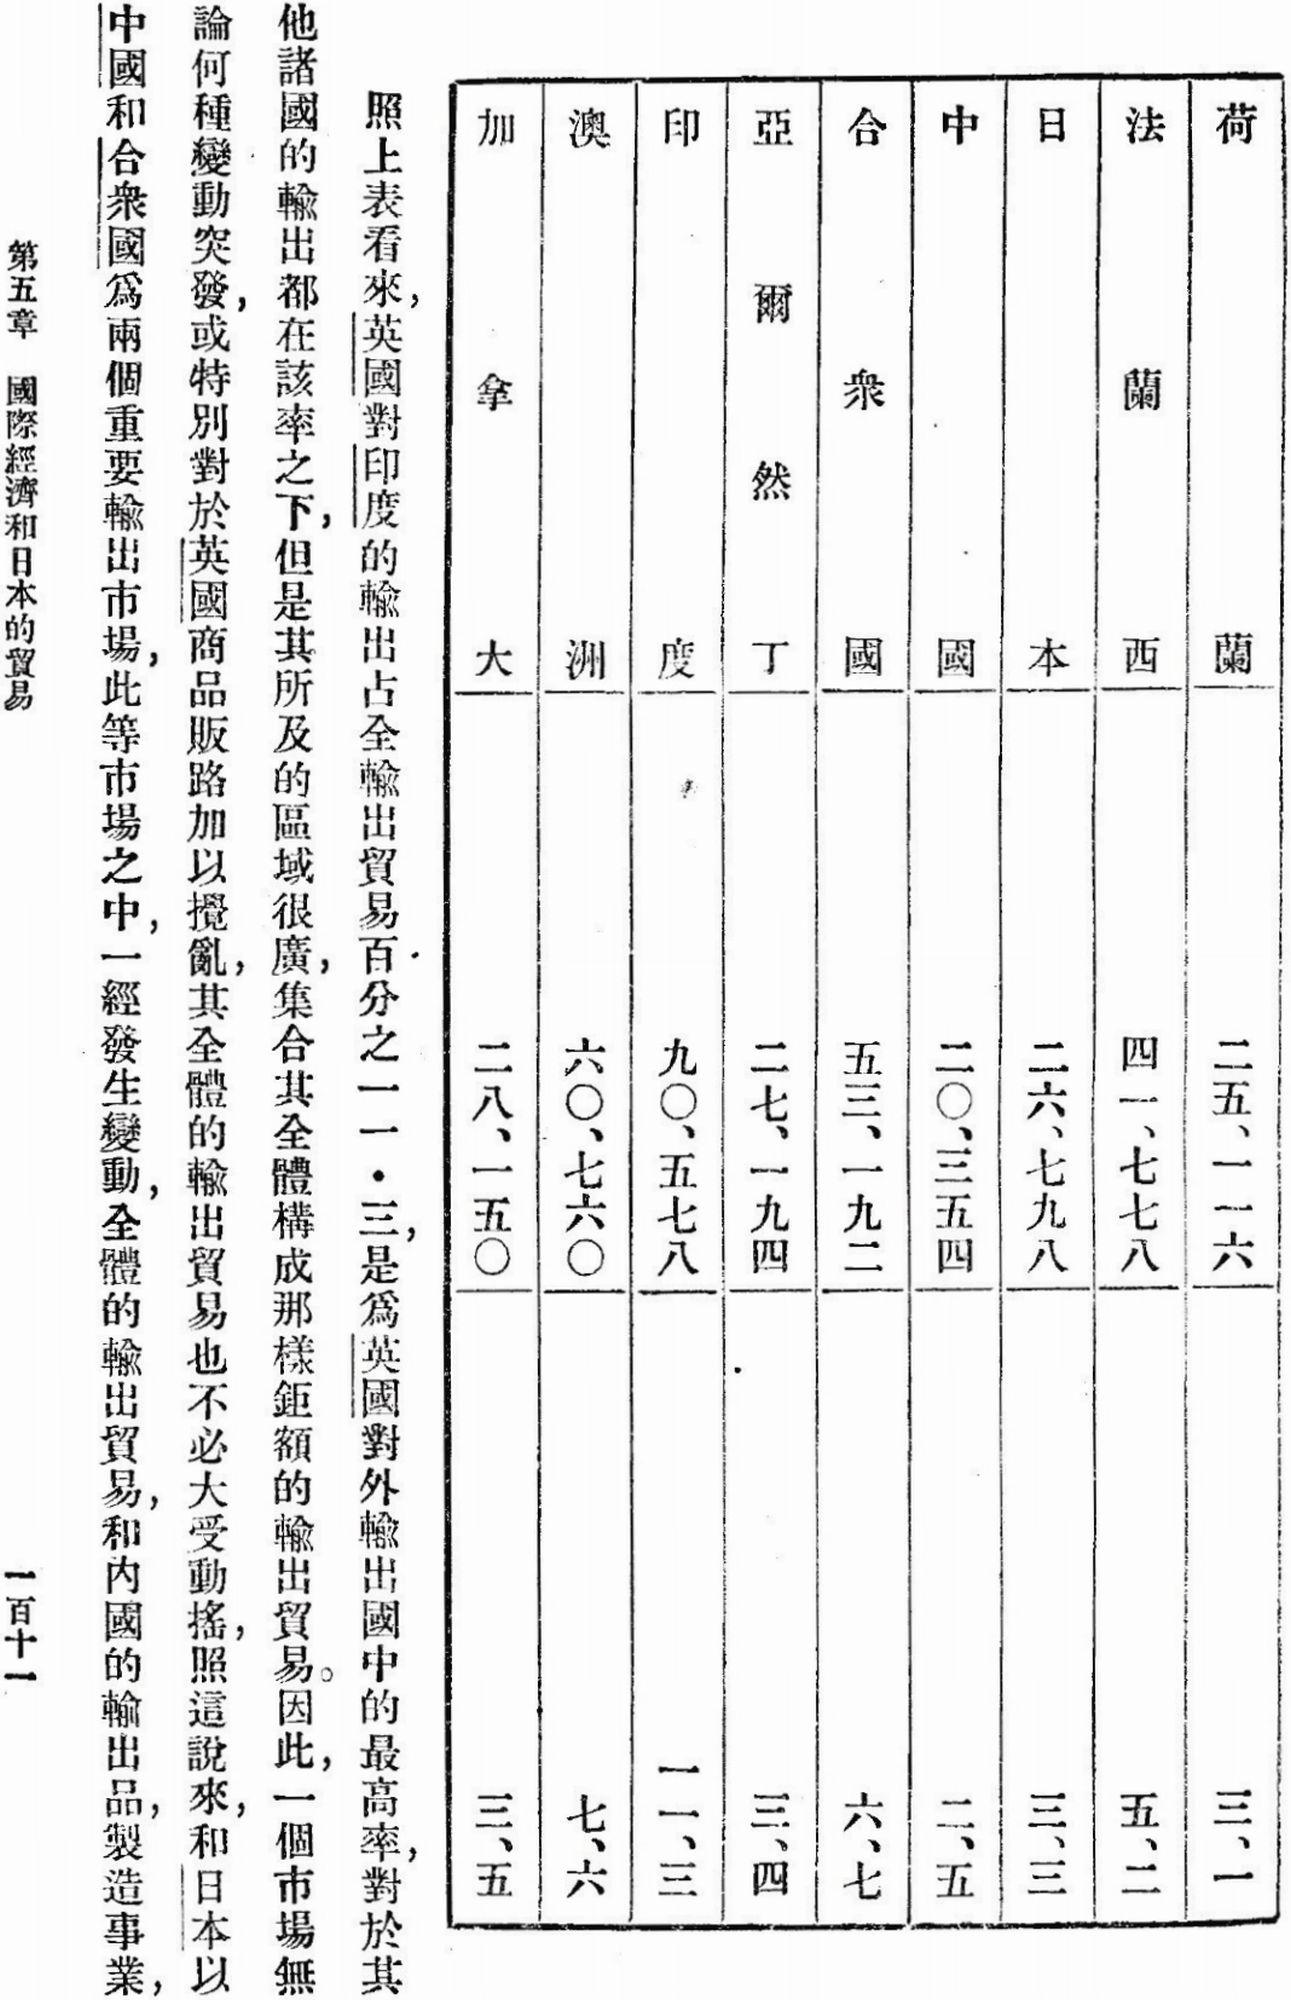 荷蘭 二五、一一六 三、一
法蘭西 四一、七七八 五、二
日本 二六、七九八 三、三
中國 二〇、三五四 二、五
合衆國 五三、一九二 六、七
亞爾然丁 二七、一九四 三、四
印度 九〇、五七八 一一、三
澳洲 六〇、七六〇 七、六
加拿大 二八、一五〇 三、五
照上表看來，英國對印度的輸出占全輸出貿易百分之一一・三，是爲英國對外輸出國中的最高率，對於其
他諸國的輸出都在該率之下，但是其所及的區域很廣，集合其全體構成那樣鉅額的輸出貿易。因此，一個市場無
論何種變動突發，或特別對於英國商品販路加以攪亂，其全體的輸出貿易也不必大受動搖，照這說來，和日本以
中國和合衆國爲兩個重要輸出市場，此等市場之中，一經發生變動，全體的輸出貿易，和內國的輸出品，製造事業，
第五章 國際經濟和日本的貿易
一百十一